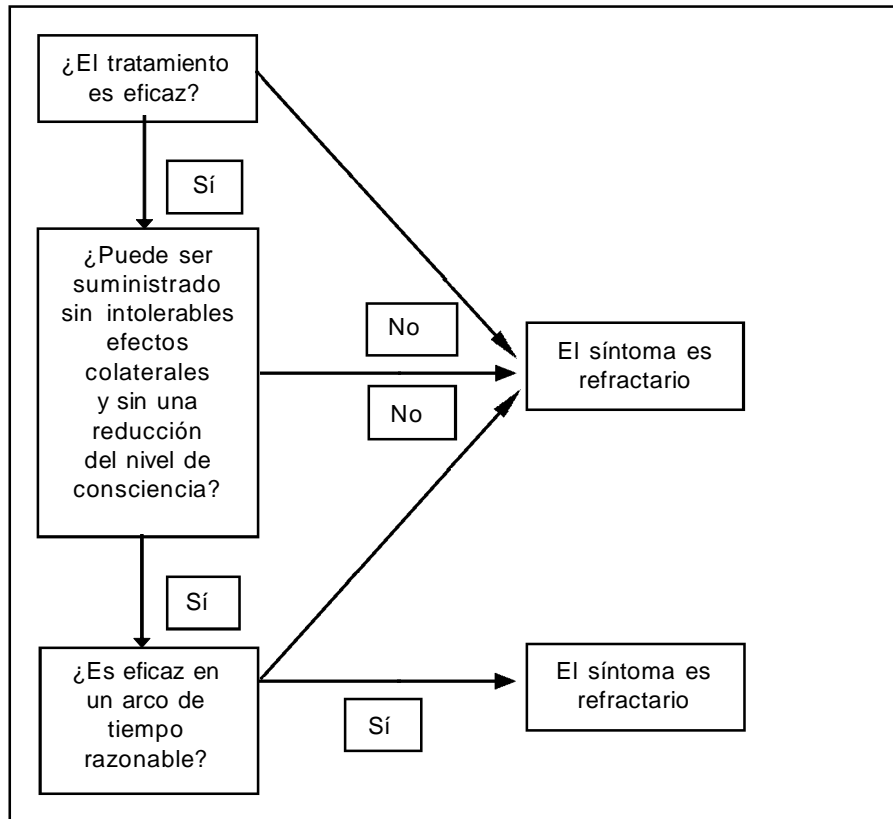 ¿El tratamiento
es eficaz?
Sí
¿Puede ser
suministrado
sin intolerables
efectos
colaterales
y sin una
reducción
del nivel de
consciencia?
No
No
El síntoma es
refractario
Sí
¿Es eficaz en
un arco de
tiempo
razonable?
Sí
El síntoma es
refractario